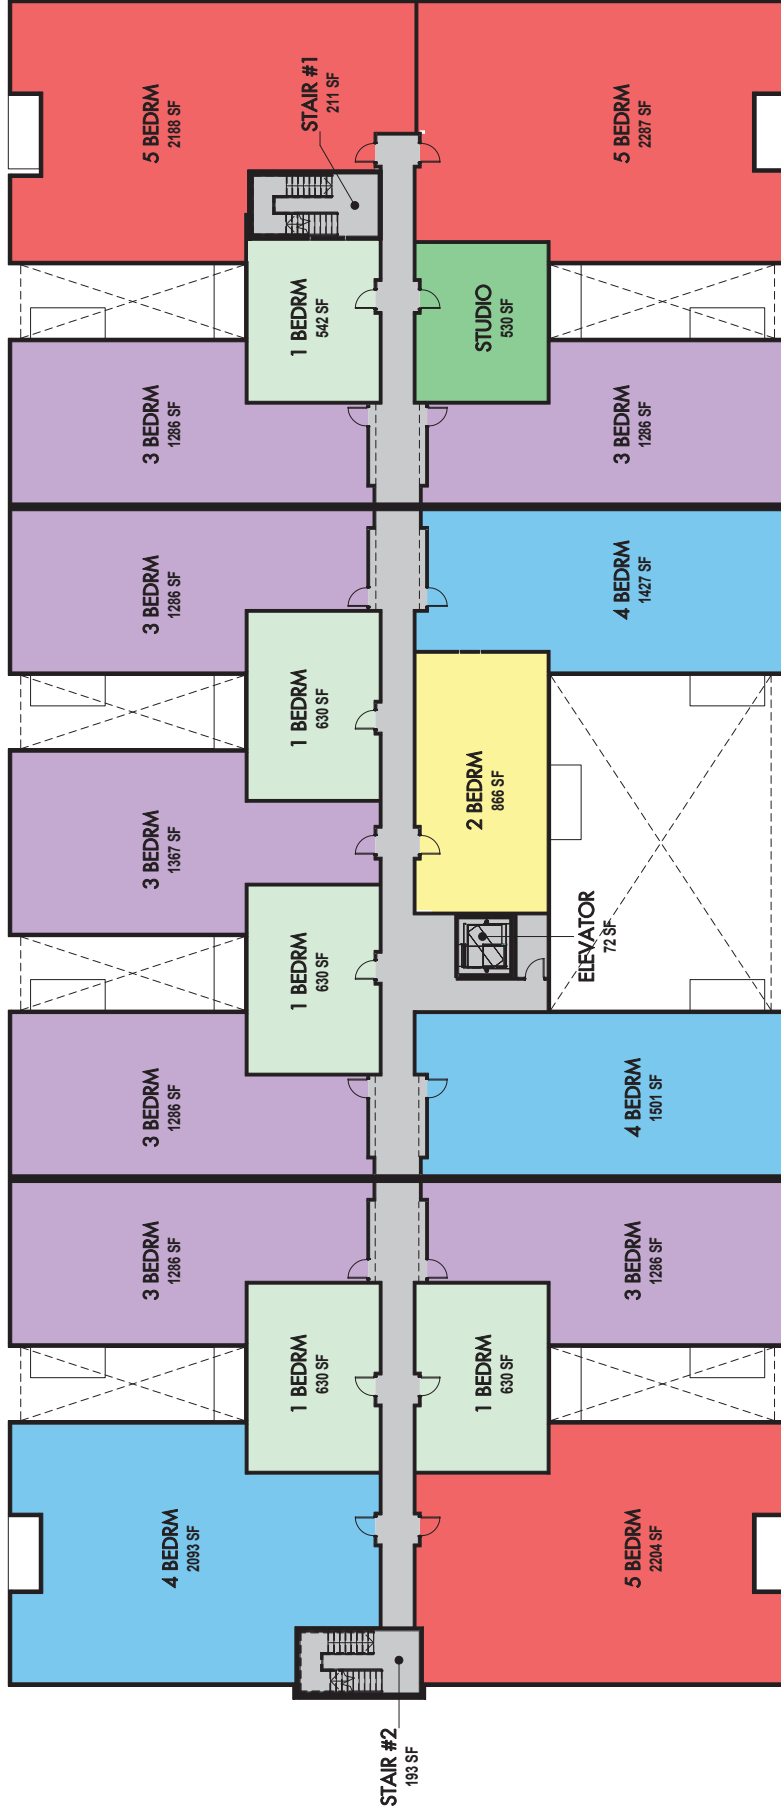 4 BEDRM
2093 SF
3 BEDRM
1286 SF
3 BEDRM
1286 SF
3 BEDRM
1367 SF
3 BEDRM
1286 SF
3 BEDRM
1286 SF
5 BEDRM
2188 SF
1 BEDRM
630 SF
1 BEDRM
630 SF
1 BEDRM
630 SF
1 BEDRM
542 SF
STAIR #1
211 SF
STAIR #2
193 SF
1 BEDRM
630 SF
2 BEDRM
866 SF
STUDIO
530 SF
ELEVATOR
72 SF
5 BEDRM
2204 SF
3 BEDRM
1286 SF
4 BEDRM
1501 SF
4 BEDRM
1427 SF
3 BEDRM
1286 SF
5 BEDRM
2287 SF